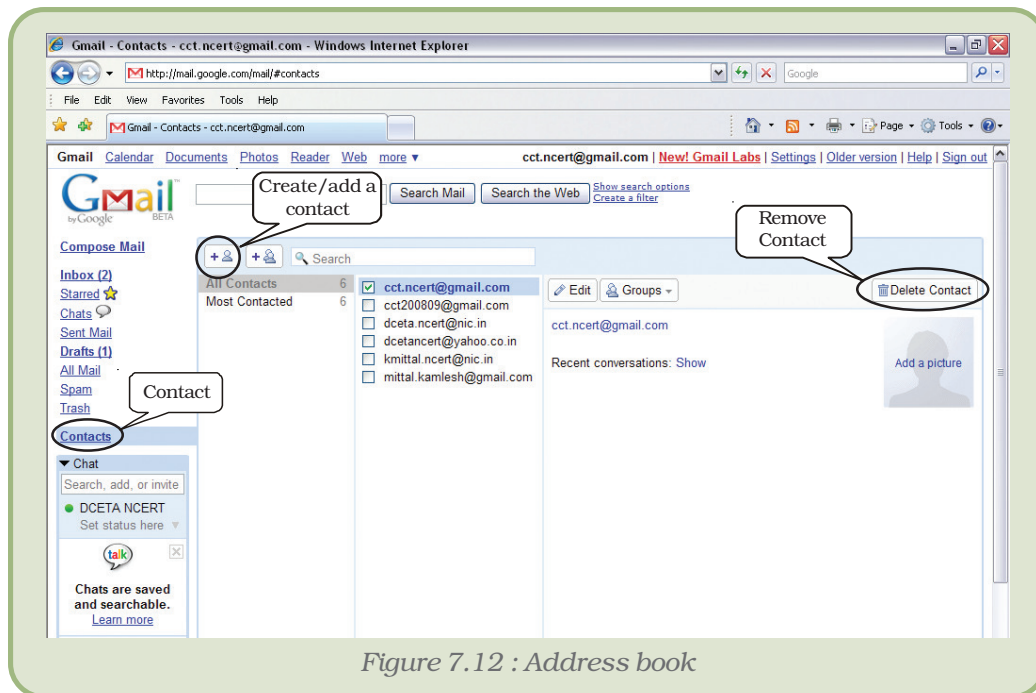 Gmail - Contacts - cct.ncert@gmail.com - Windows Internet Explorer
http://mail.google.com/mail/#contacts
Google
File Edit View Favorites Tools Help
Gmail - Contacts - cct.ncert@gmail.com
Page Tools
Gmail Calendar Documents Photos Reader Web more ▼
cct.ncert@gmail.com | New! Gmail Labs | Settings | Older version | Help | Sign out
Gmail™
by Google BETA
Search Mail Search the Web Show search options
Create a filter
Create/add a
contact
Remove
Contact
Compose Mail
Inbox (2)
Starred
Chats
Sent Mail
Drafts (1)
All Mail
Spam
Trash
Contact
Contacts
Search
All Contacts 6
Most Contacted 6
cct.ncert@gmail.com
cct200809@gmail.com
dceta.ncert@nic.in
dcetancert@yahoo.co.in
kmittal.ncert@nic.in
mittal.kamlesh@gmail.com
Edit Groups Delete Contact
cct.ncert@gmail.com
Recent conversations: Show
Add a picture
▼ Chat
Search, add, or invite
DCETA NCERT
Set status here
talk
Chats are saved
and searchable.
Learn more
Figure 7.12 : Address book